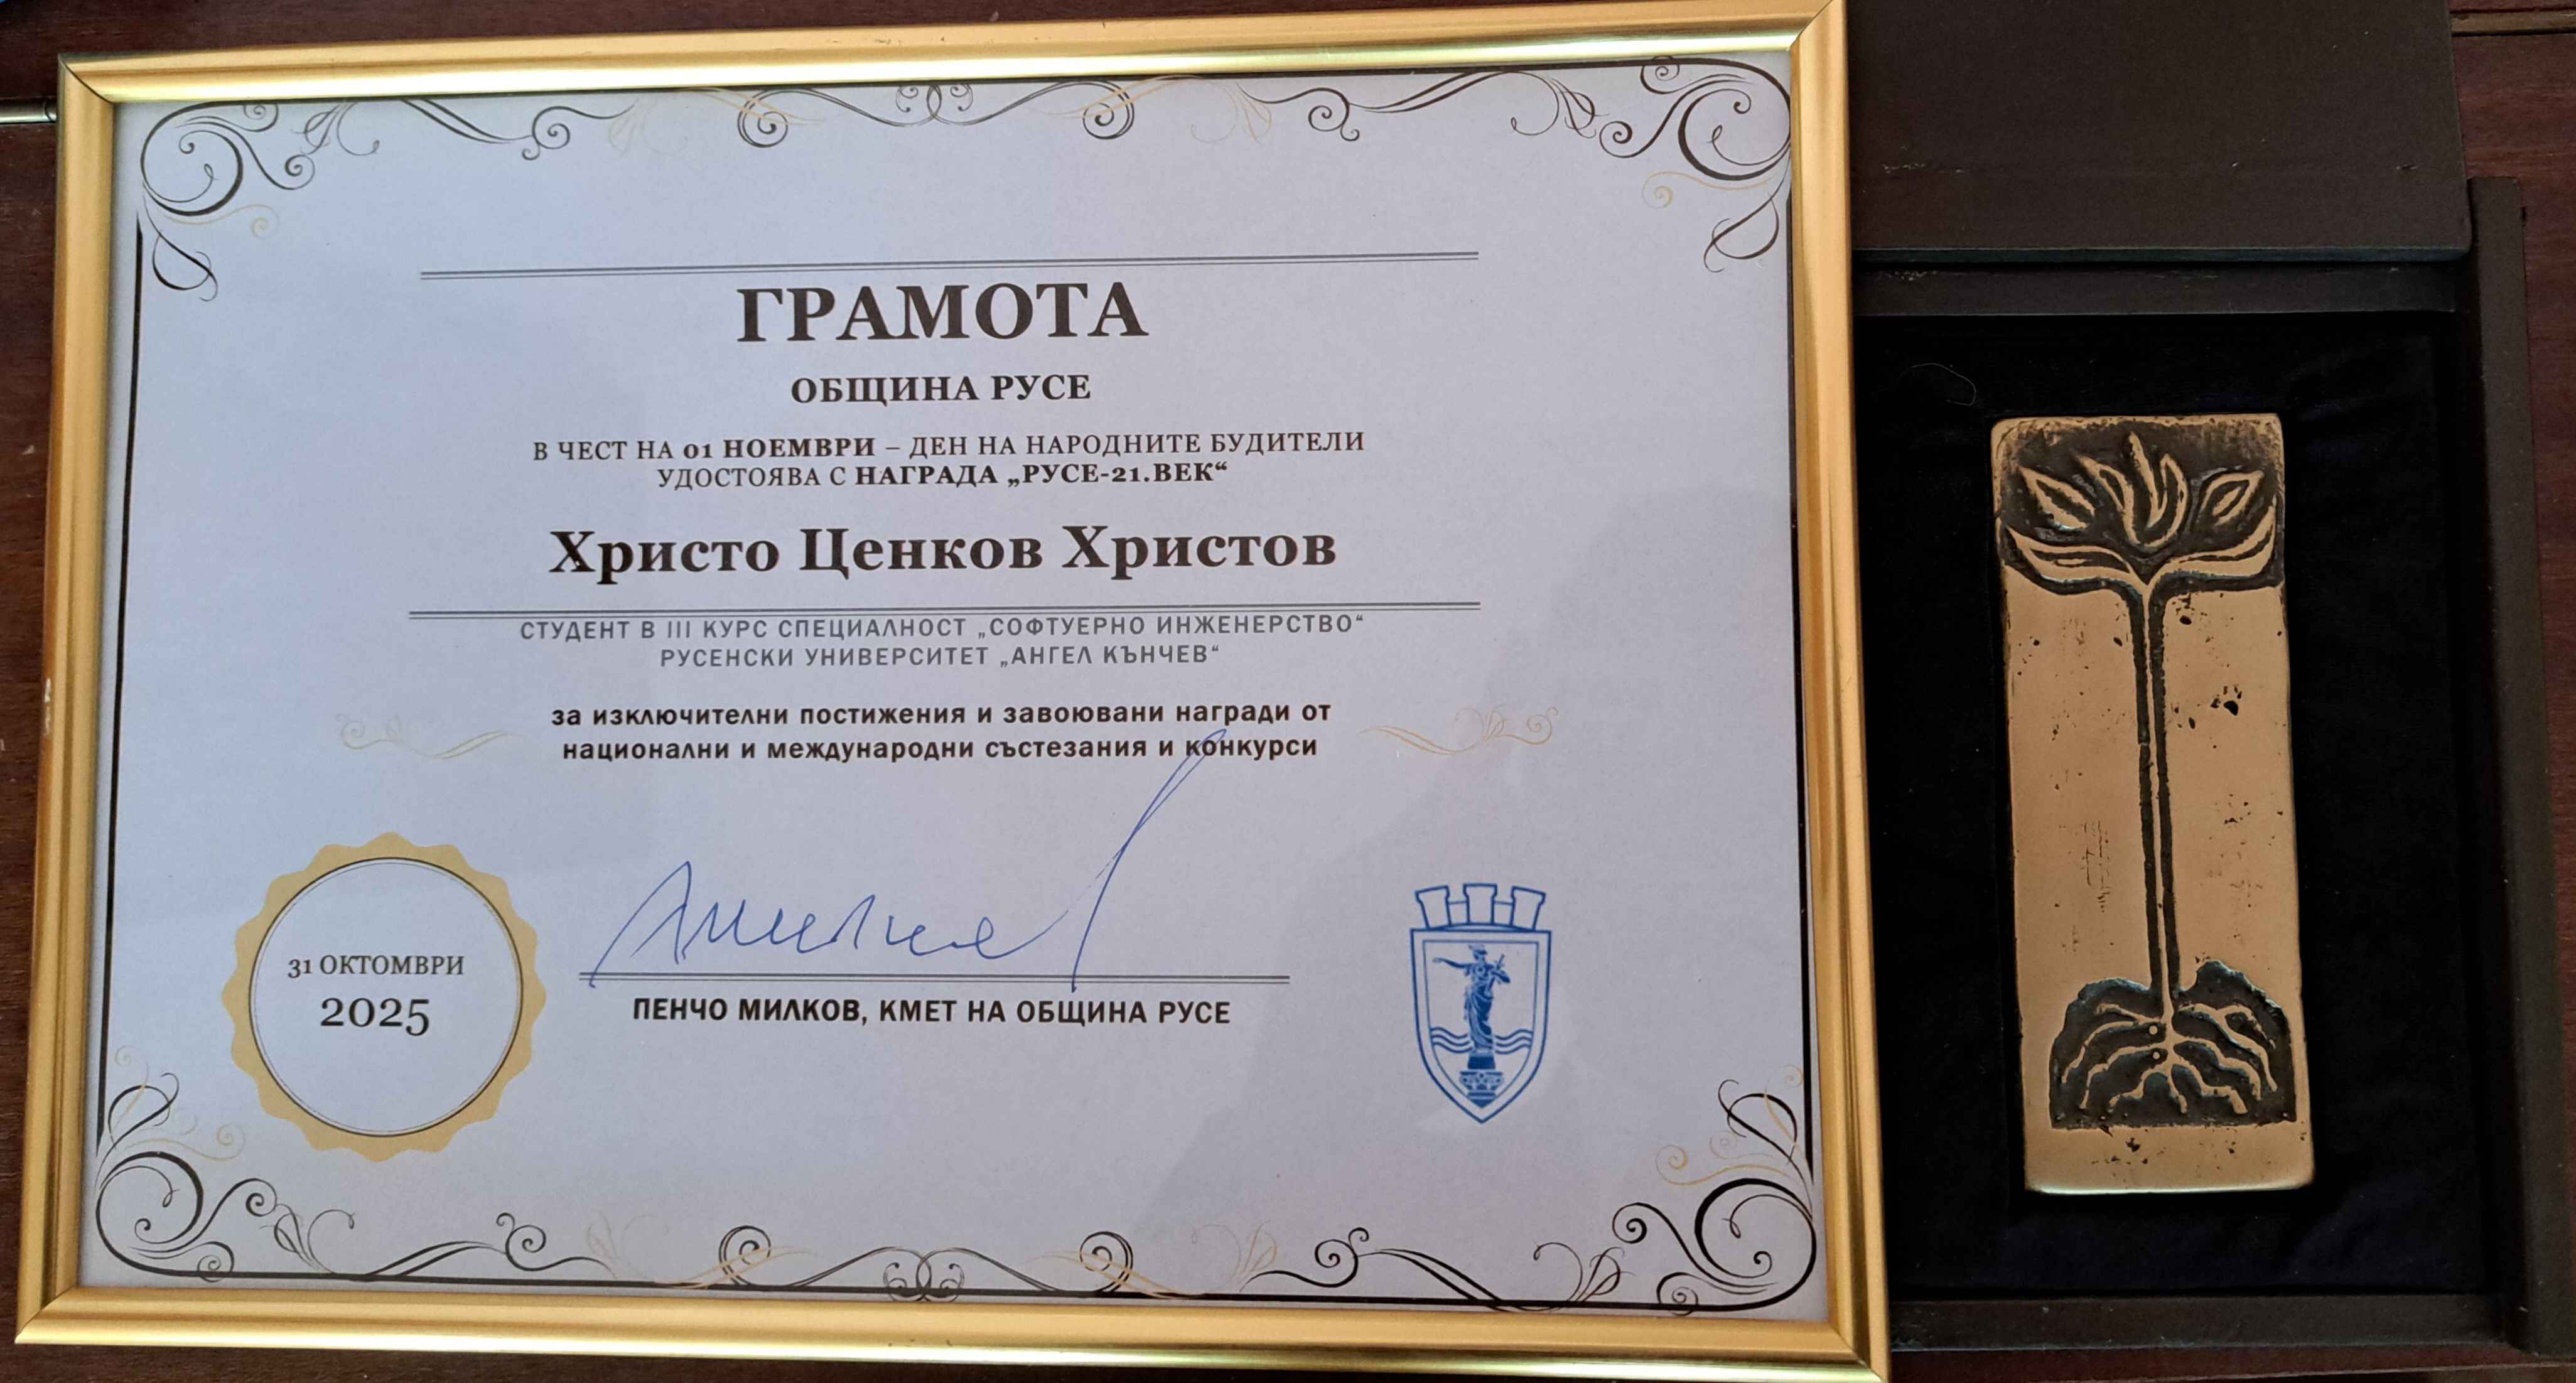 ГРАМОТА
ОБЩИНА РУСЕ
В ЧЕСТ НА 01 НОЕМВРИ – ДЕН НА НАРОДНИТЕ БУДИТЕЛИ
УДОСТОЯВА С НАГРАДА „РУСЕ-21.ВЕК“
Христо Ценков Христов
СТУДЕНТ В III КУРС СПЕЦИАЛНОСТ „СОФТУЕРНО ИНЖЕНЕРСТВО“
РУСЕНСКИ УНИВЕРСИТЕТ „АНГЕЛ КЪНЧЕВ“
за изключителни постижения и завоювани награди от
национални и международни състезания и конкурси
31 ОКТОМВРИ
2025
ПЕНЧО МИЛКОВ, КМЕТ НА ОБЩИНА РУСЕ